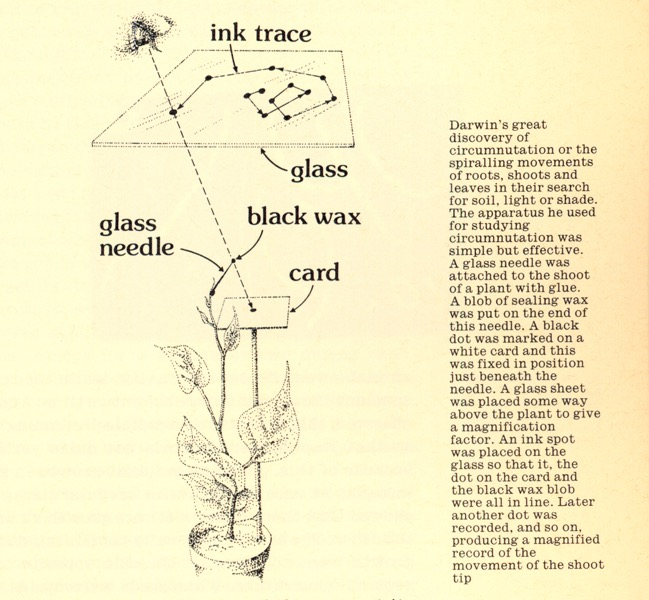 ink trace
glass
black wax
glass
needle
card
Darwin's great
discovery of
circumnutation or the
spiralling movements
of roots, shoots and
leaves in their search
for soil, light or shade.
The apparatus he used
for studying
circumnutation was
simple but effective.
A glass needle was
attached to the shoot
of a plant with glue.
A blob of sealing wax
was put on the end of
this needle. A black
dot was marked on a
white card and this
was fixed in position
just beneath the
needle. A glass sheet
was placed some way
above the plant to give
a magnification
factor. An ink spot
was placed on the
glass so that it, the
dot on the card and
the black wax blob
were all in line. Later
another dot was
recorded, and so on,
producing a magnified
record of the
movement of the shoot
tip